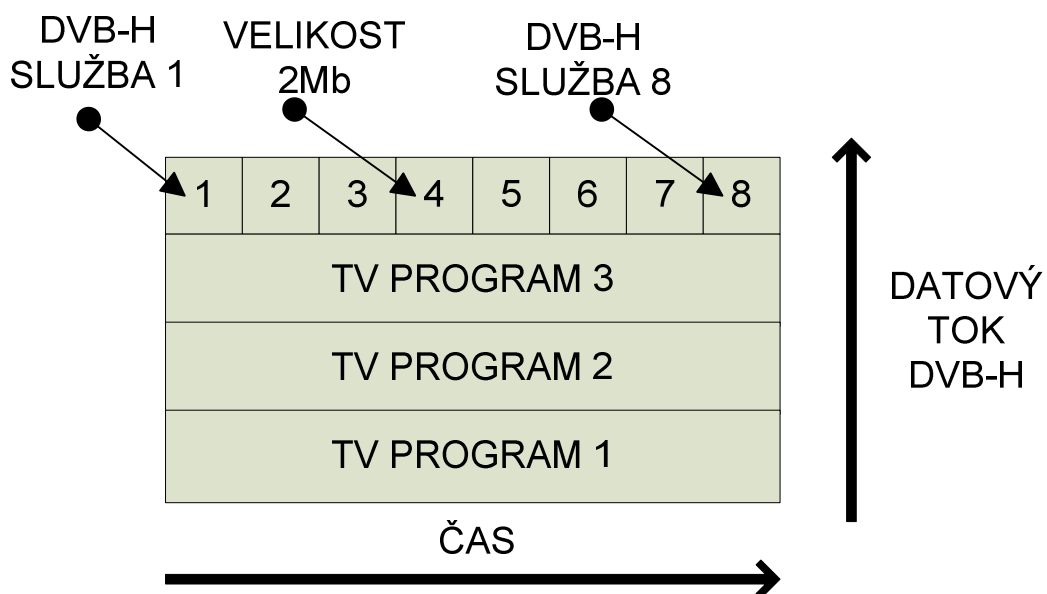 DVB-H
SLUŽBA 1
VELIKOST
2Mb
DVB-H
SLUŽBA 8
1 2 3 4 5 6 7 8
TV PROGRAM 3
TV PROGRAM 2
TV PROGRAM 1
DATOVÝ
TOK
DVB-H
ČAS